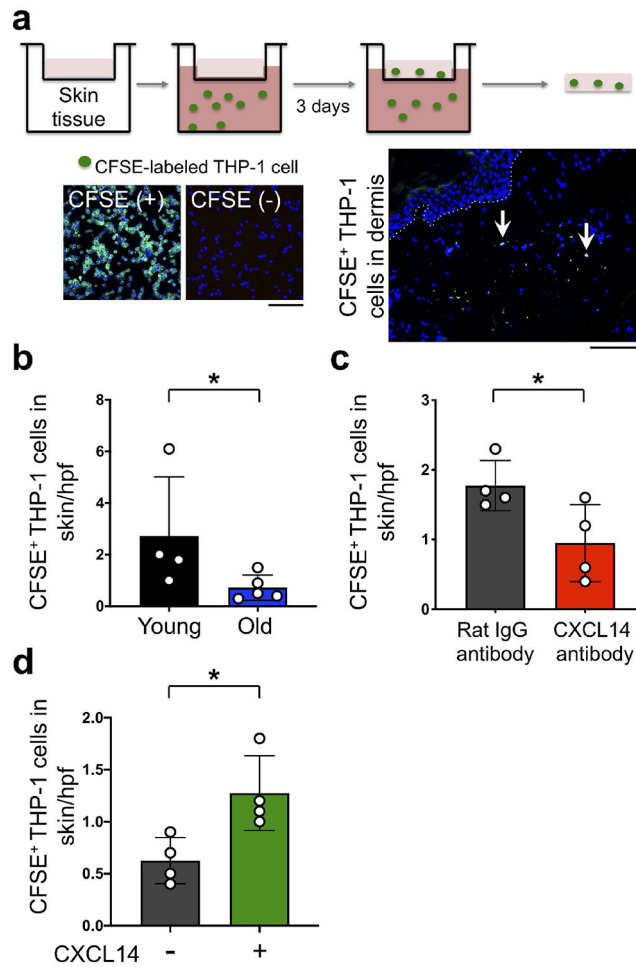 a
Skin
tissue
3 days
CFSE-labeled THP-1 cell
CFSE (+)
CFSE (-)
CFSE+ THP-1
cells in dermis
b
CFSE+ THP-1 cells in
skin/hpf
8
6
4
2
0
*
Young
Old
c
CFSE+ THP-1 cells in
skin/hpf
3
2
1
0
*
Rat IgG
antibody
CXCL14
antibody
d
CFSE+ THP-1 cells in
skin/hpf
2.0
1.5
1.0
0.5
0.0
*
CXCL14 - +